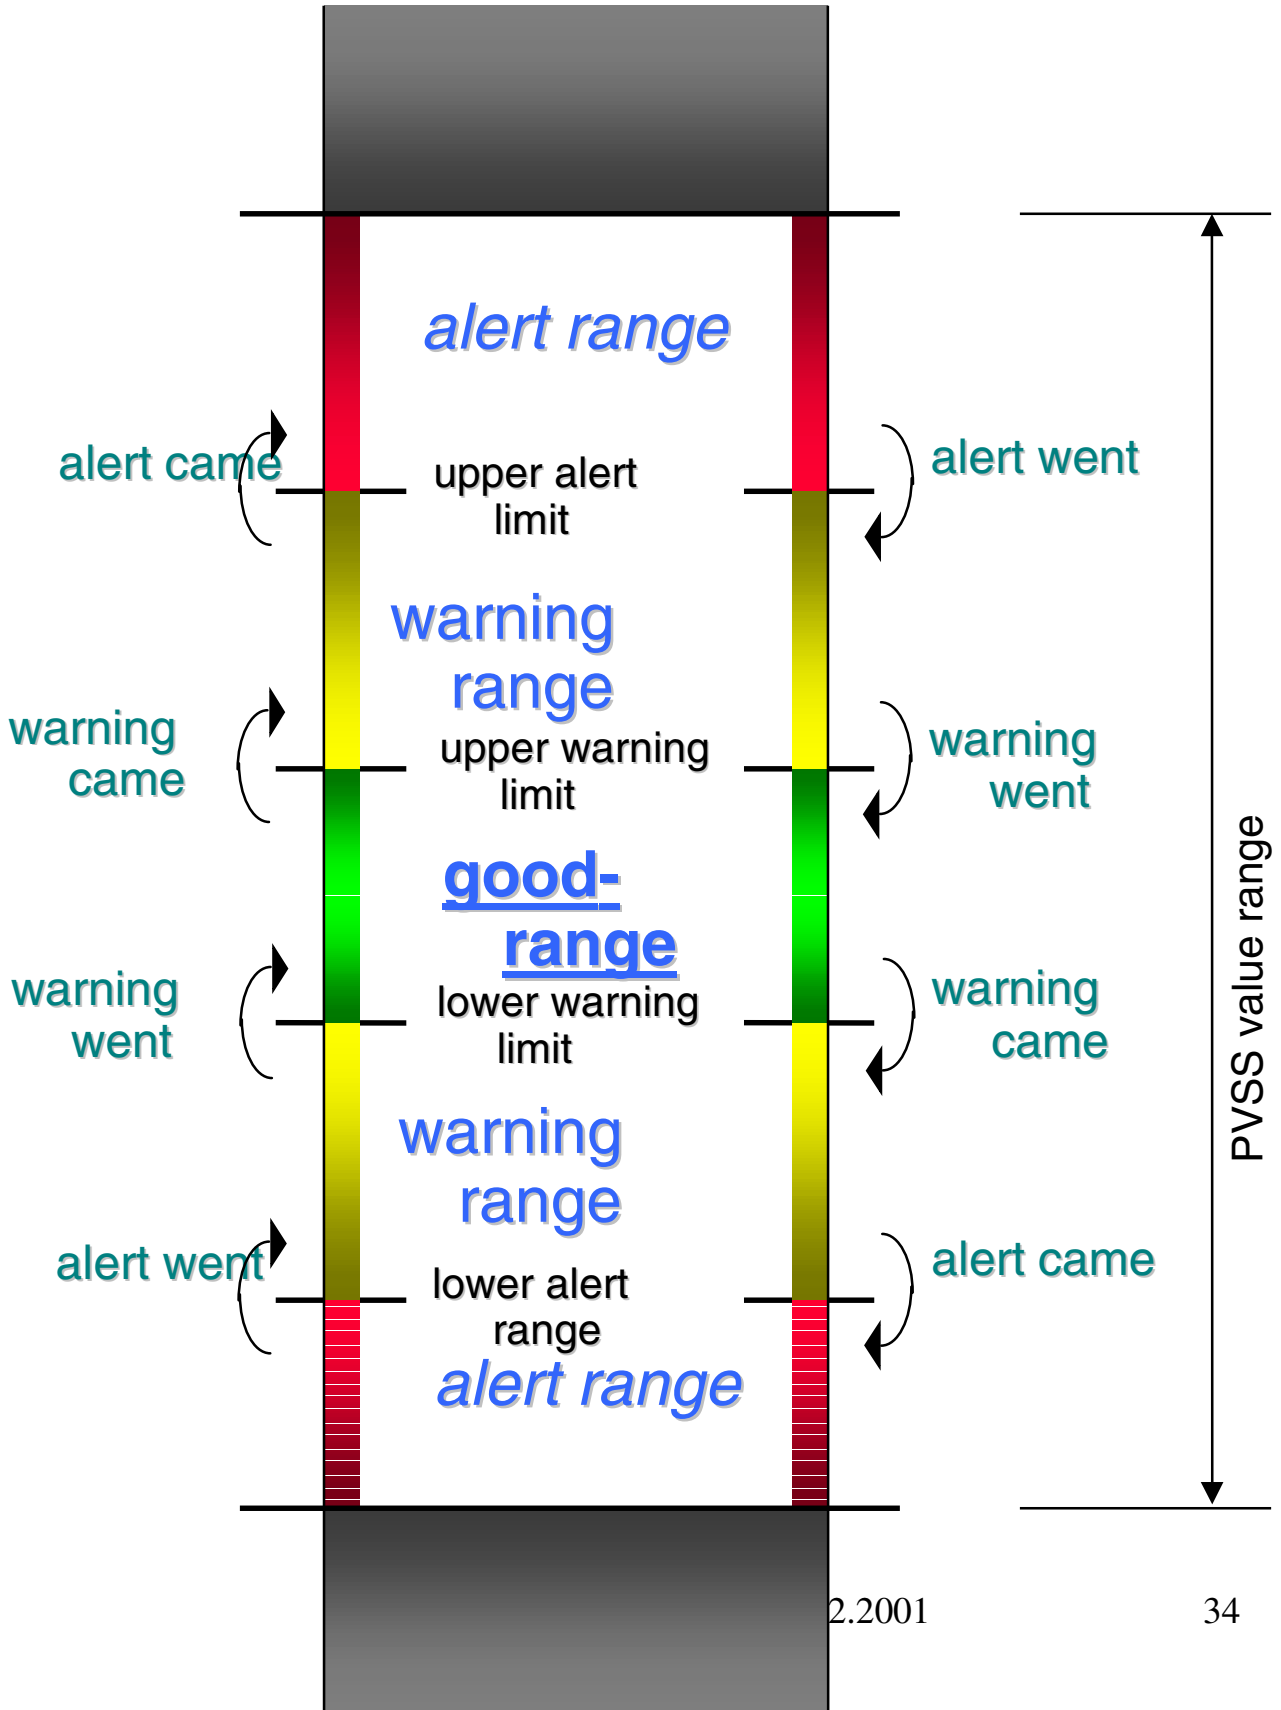 alert range
alert came
upper alert
limit
alert went
warning
range
warning
came
upper warning
limit
warning
went
good-
range
warning
went
lower warning
limit
warning
came
PVSS value range
warning
range
alert went
lower alert
range
alert came
alert range
2.2001
34